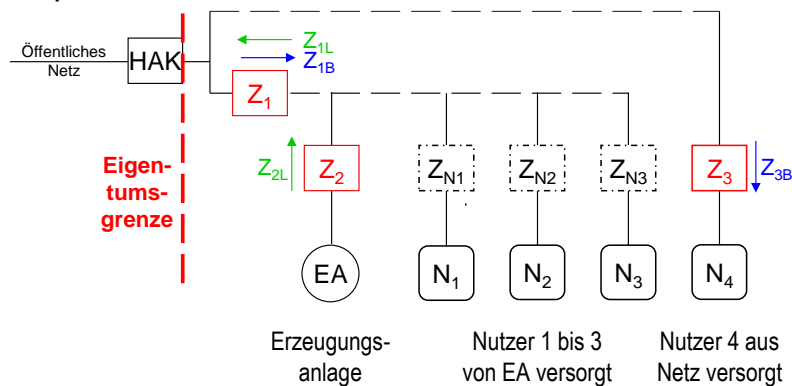 Öffentliches
Netz
HAK
Z1L
Z1B
Z1
Eigen-
tums-
grenze
Z2L
Z2
ZN1
ZN2
ZN3
Z3
Z3B
EA
N1
N2
N3
N4
Erzeugungs-
anlage
Nutzer 1 bis 3
von EA versorgt
Nutzer 4 aus
Netz versorgt